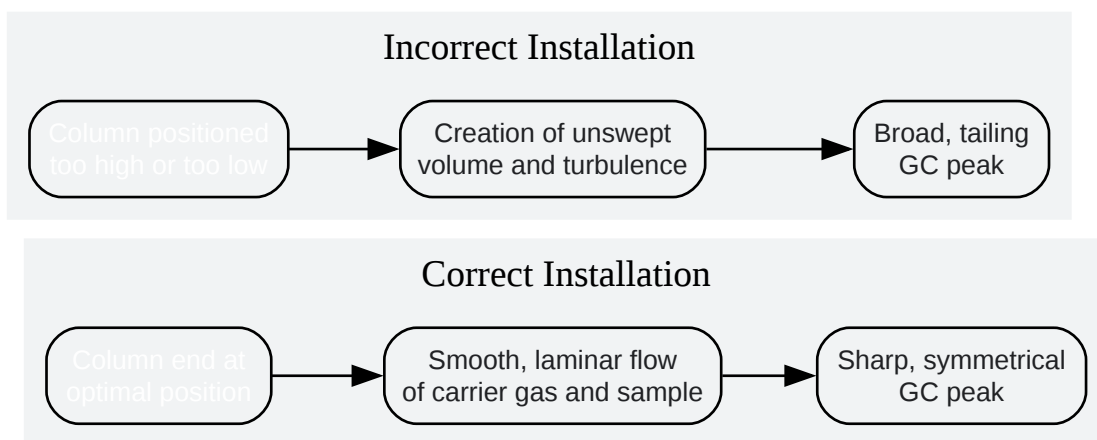 Incorrect Installation
Column positioned
too high or too low
Creation of unswept
volume and turbulence
Broad, tailing
GC peak
Correct Installation
Column end at
optimal position
Smooth, laminar flow
of carrier gas and sample
Sharp, symmetrical
GC peak